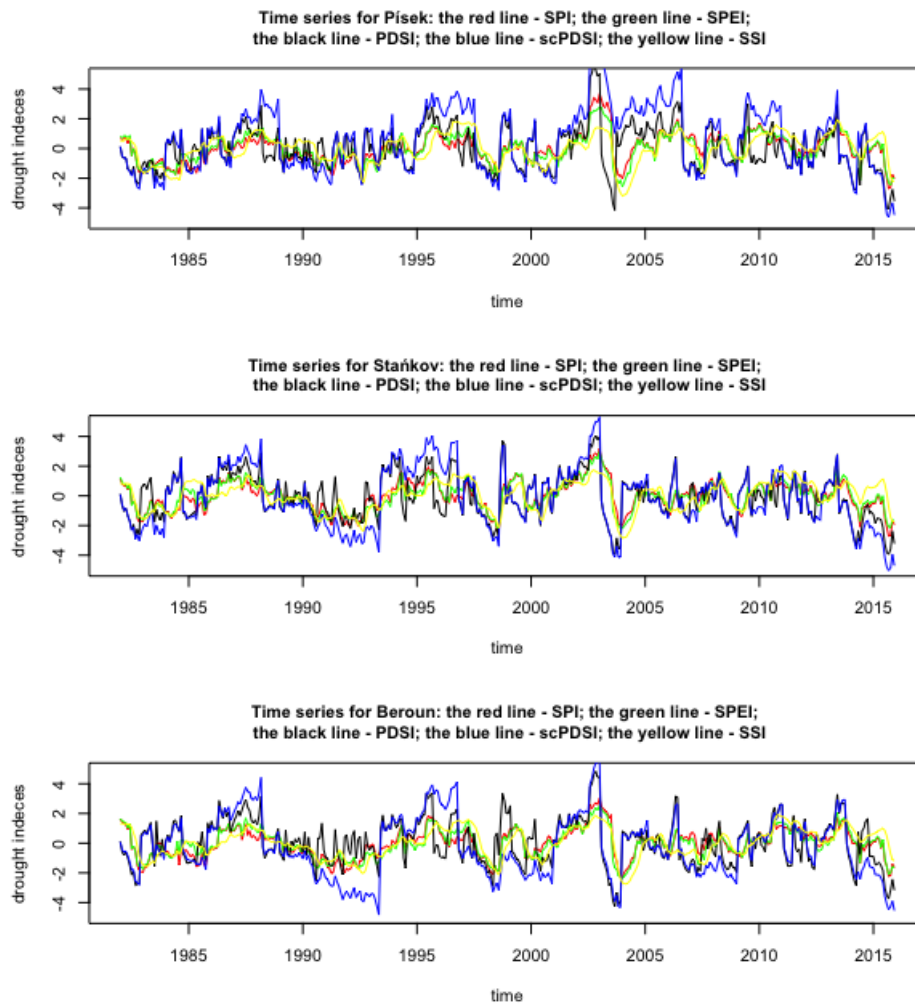 Time series for Písek: the red line - SPI; the green line - SPEI;
the black line - PDSI; the blue line - scPDSI; the yellow line - SSI
drought indeces
4
2
0
-2
-4
1985 1990 1995 2000 2005 2010 2015
time
Time series for Stańkov: the red line - SPI; the green line - SPEI;
the black line - PDSI; the blue line - scPDSI; the yellow line - SSI
drought indeces
4
2
0
-2
-4
1985 1990 1995 2000 2005 2010 2015
time
Time series for Beroun: the red line - SPI; the green line - SPEI;
the black line - PDSI; the blue line - scPDSI; the yellow line - SSI
drought indeces
4
2
0
-2
-4
1985 1990 1995 2000 2005 2010 2015
time